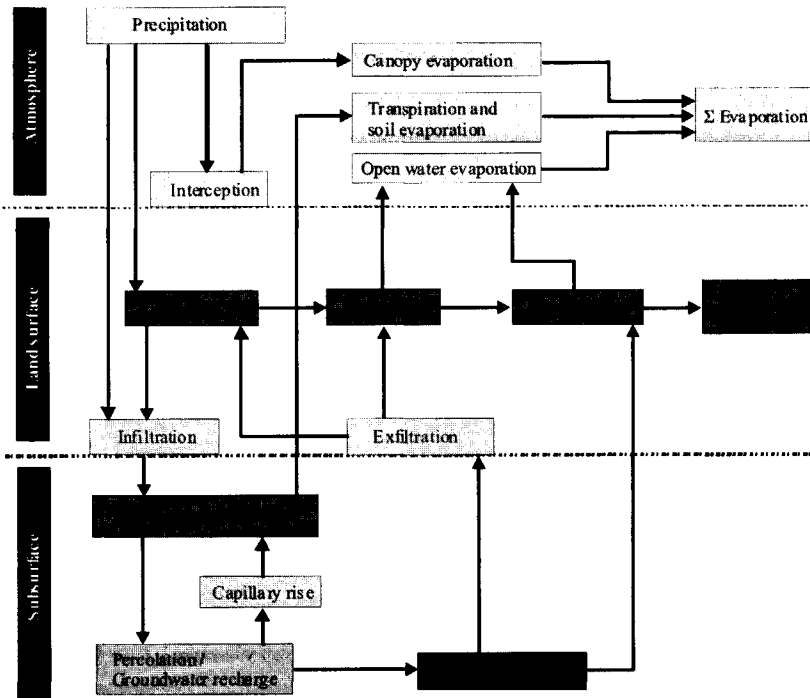 Atmosphere
Precipitation
Canopy evaporation
Transpiration and
soil evaporation
Σ Evaporation
Open water evaporation
Interception
Land surface
Infiltration
Exfiltration
Subsurface
Capillary rise
Percolation /
Groundwater recharge